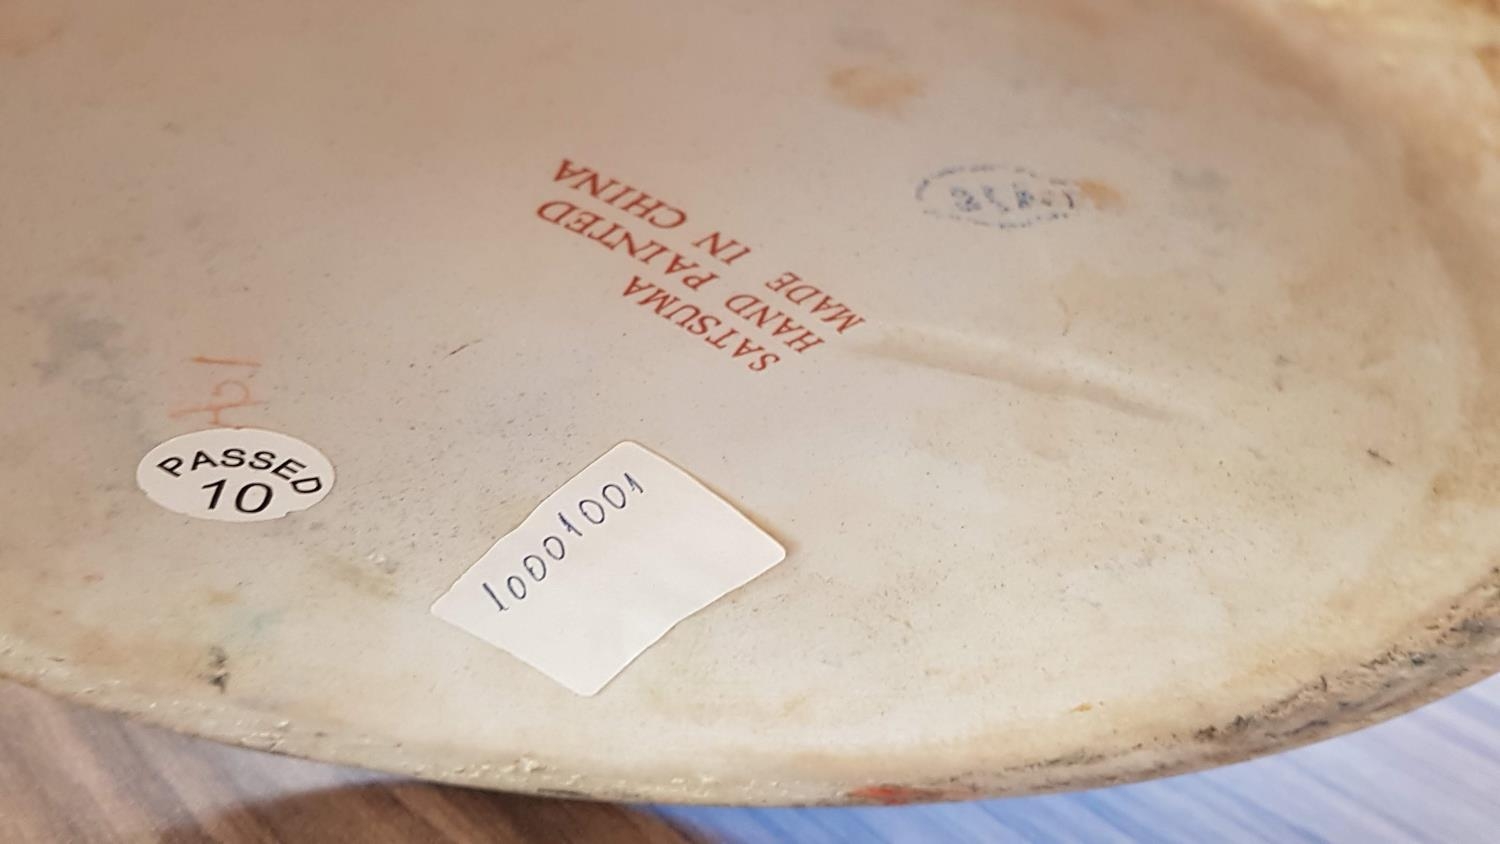 SATSUMA
HAND PAINTED
MADE IN CHINA
PASSED
10
10001001